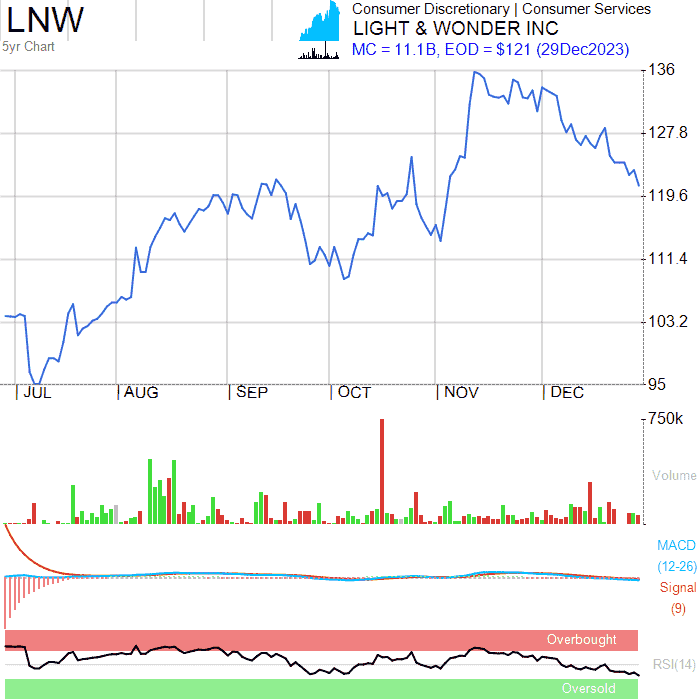 LNW
5yr Chart
Consumer Discretionary | Consumer Services
LIGHT & WONDER INC
MC = 11.1B, EOD = $121 (29Dec2023)
136
127.8
119.6
111.4
103.2
95
JUL
AUG
SEP
OCT
NOV
DEC
750k
Volume
MACD
(12-26)
Signal
(9)
Overbought
RSI(14)
Oversold